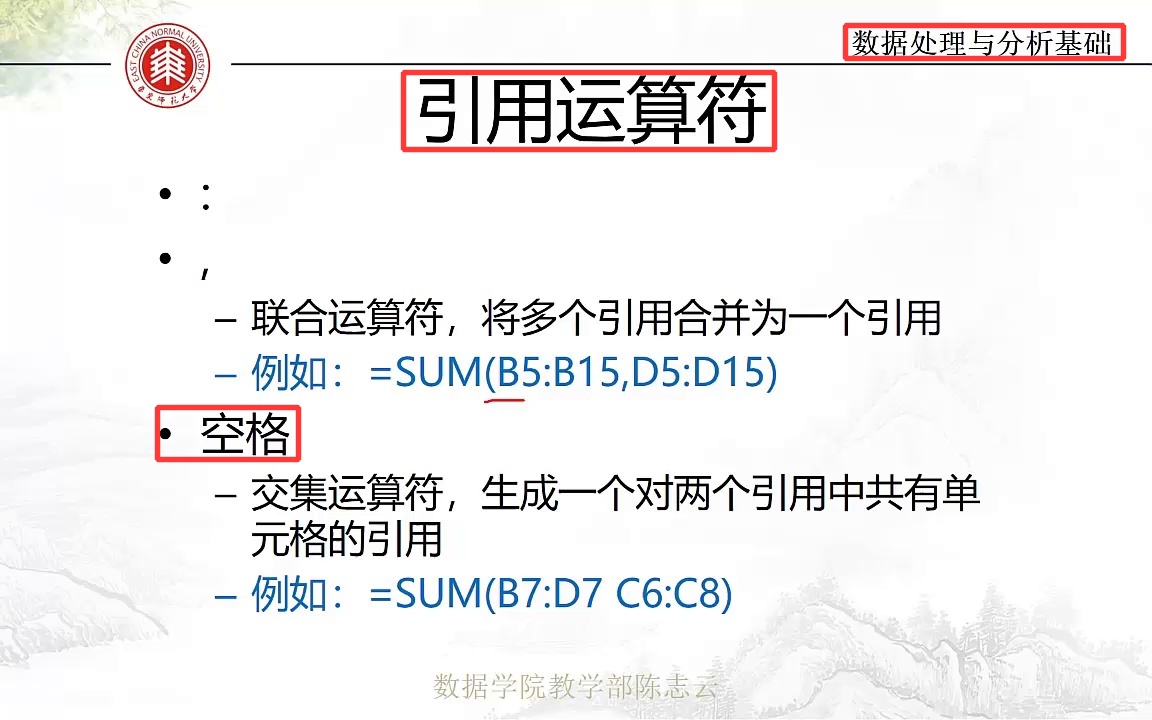 EAST CHINA NORMAL UNIVERSITY
华东师范大学
数据处理与分析基础
引用运算符
• :
• ,
– 联合运算符，将多个引用合并为一个引用
– 例如：=SUM(B5:B15,D5:D15)
• 空格
– 交集运算符，生成一个对两个引用中共有单
元格的引用
– 例如：=SUM(B7:D7 C6:C8)
数据学院教学部陈志云